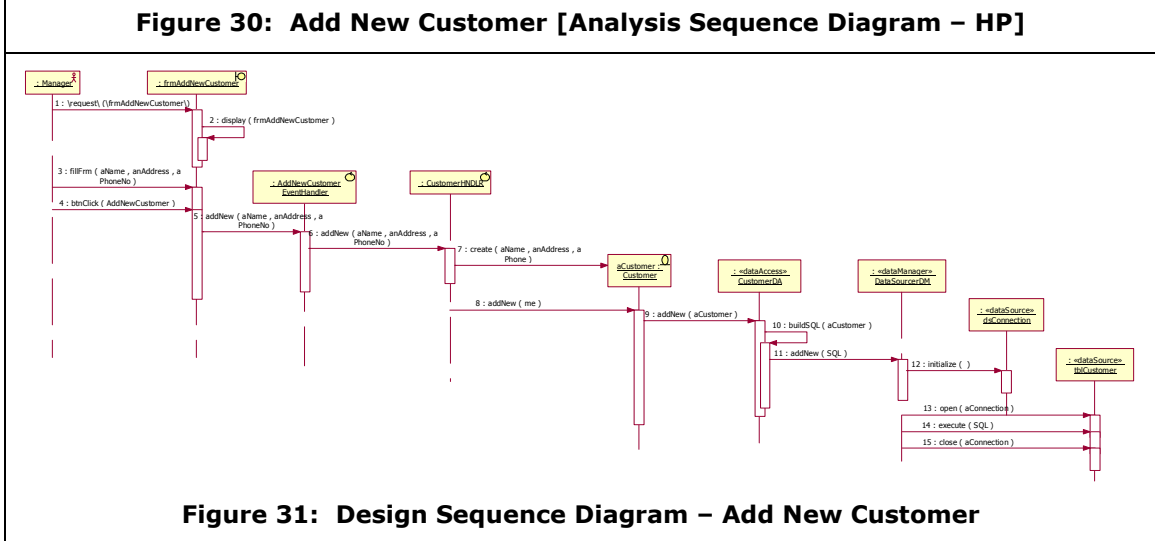 Figure 30: Add New Customer [Analysis Sequence Diagram – HP]
: Manager
: frmAddNewCustomer
1 : \request\ (\frmAddNewCustomer\)
2 : display ( frmAddNewCustomer )
3 : fillFrm ( aName , anAddress , a
PhoneNo )
: AddNewCustomer
EventHandler
: CustomerHNDLR
4 : btnClick ( AddNewCustomer )
5 : addNew ( aName , anAddress , a
PhoneNo )
6 : addNew ( aName , anAddress , a
PhoneNo )
7 : create ( aName , anAddress , a
Phone )
aCustomer :
Customer
: «dataAccess»
CustomerDA
: «dataManager»
DataSourcerDM
8 : addNew ( me )
9 : addNew ( aCustomer )
10 : buildSQL ( aCustomer )
: «dataSource»
dsConnection
11 : addNew ( SQL )
12 : initialize ( )
: «dataSource»
tblCustomer
13 : open ( aConnection )
14 : execute ( SQL )
15 : close ( aConnection )
Figure 31: Design Sequence Diagram – Add New Customer